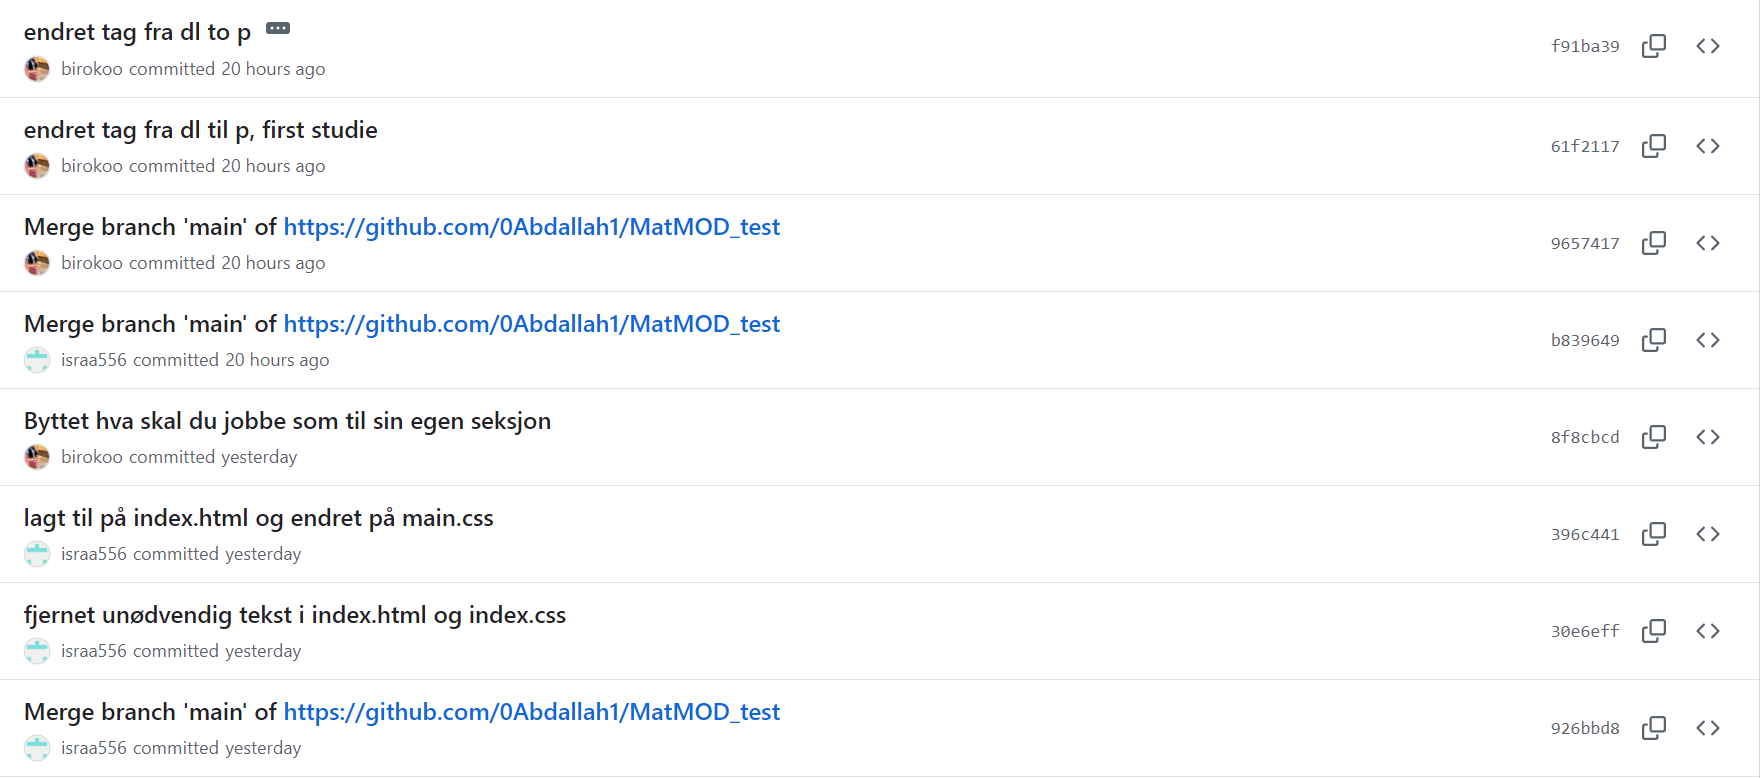 endret tag fra dl to p
birokoo committed 20 hours ago
f91ba39
endret tag fra dl til p, first studie
birokoo committed 20 hours ago
61f2117
Merge branch 'main' of https://github.com/0Abdallah1/MatMOD_test
birokoo committed 20 hours ago
9657417
Merge branch 'main' of https://github.com/0Abdallah1/MatMOD_test
israa556 committed 20 hours ago
b839649
Byttet hva skal du jobbe som til sin egen seksjon
birokoo committed yesterday
8f8cbcd
lagt til på index.html og endret på main.css
israa556 committed yesterday
396c441
fjernet unødvendig tekst i index.html og index.css
israa556 committed yesterday
30e6eff
Merge branch 'main' of https://github.com/0Abdallah1/MatMOD_test
israa556 committed yesterday
926bbd8